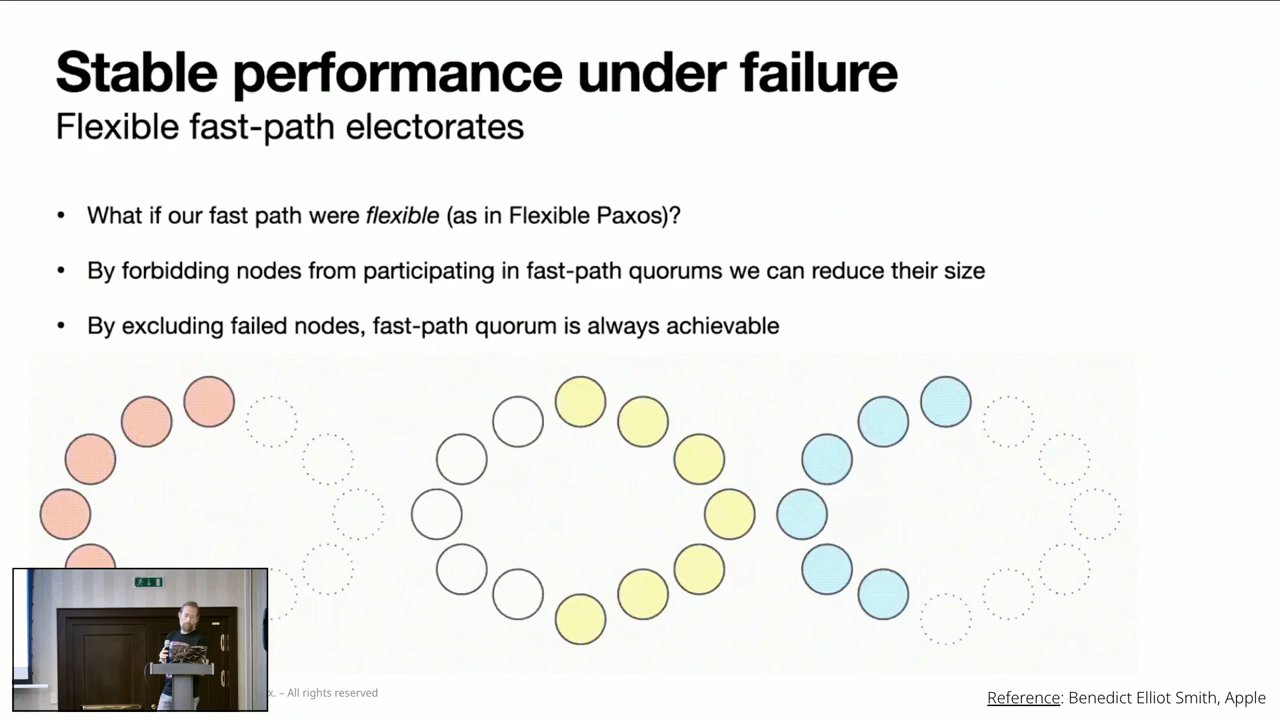 Stable performance under failure
Flexible fast-path electorates
• What if our fast path were flexible (as in Flexible Paxos)?
• By forbidding nodes from participating in fast-path quorums we can reduce their size
• By excluding failed nodes, fast-path quorum is always achievable
x. – All rights reserved
Reference: Benedict Elliot Smith, Apple